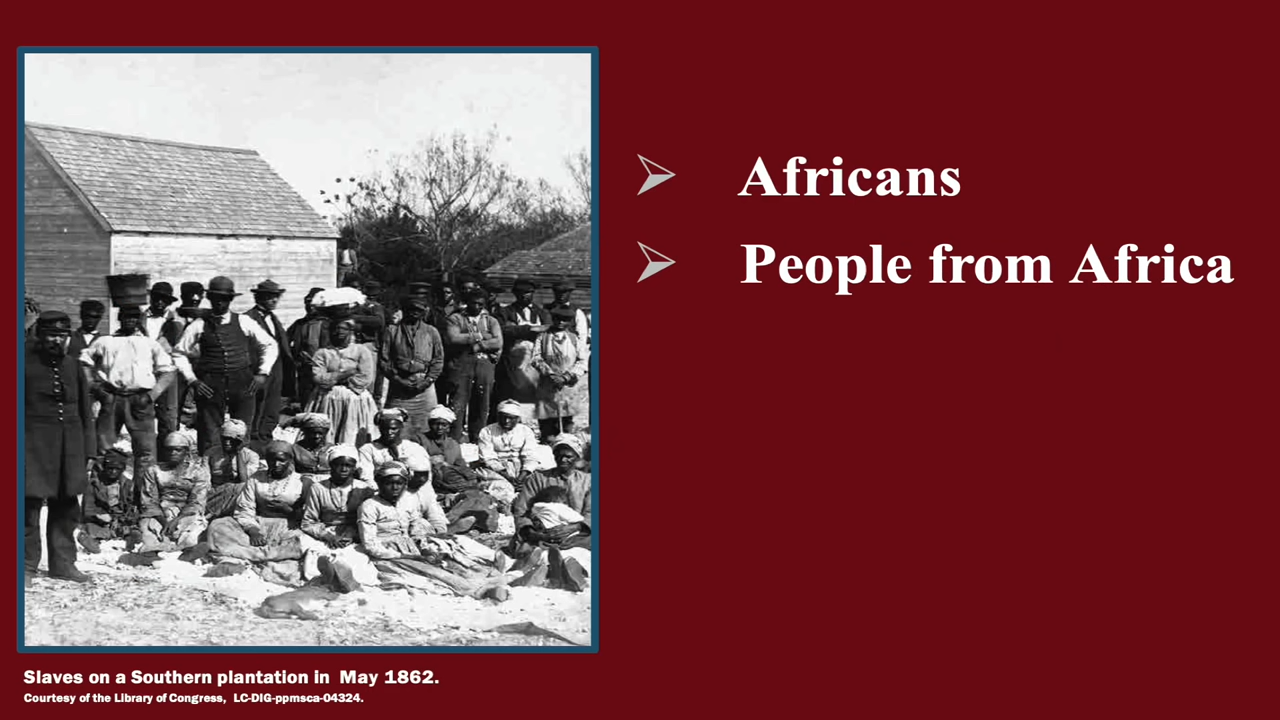 Africans
People from Africa
Slaves on a Southern plantation in May 1862.
Courtesy of the Library of Congress, LC-DIG-ppmsca-04324.